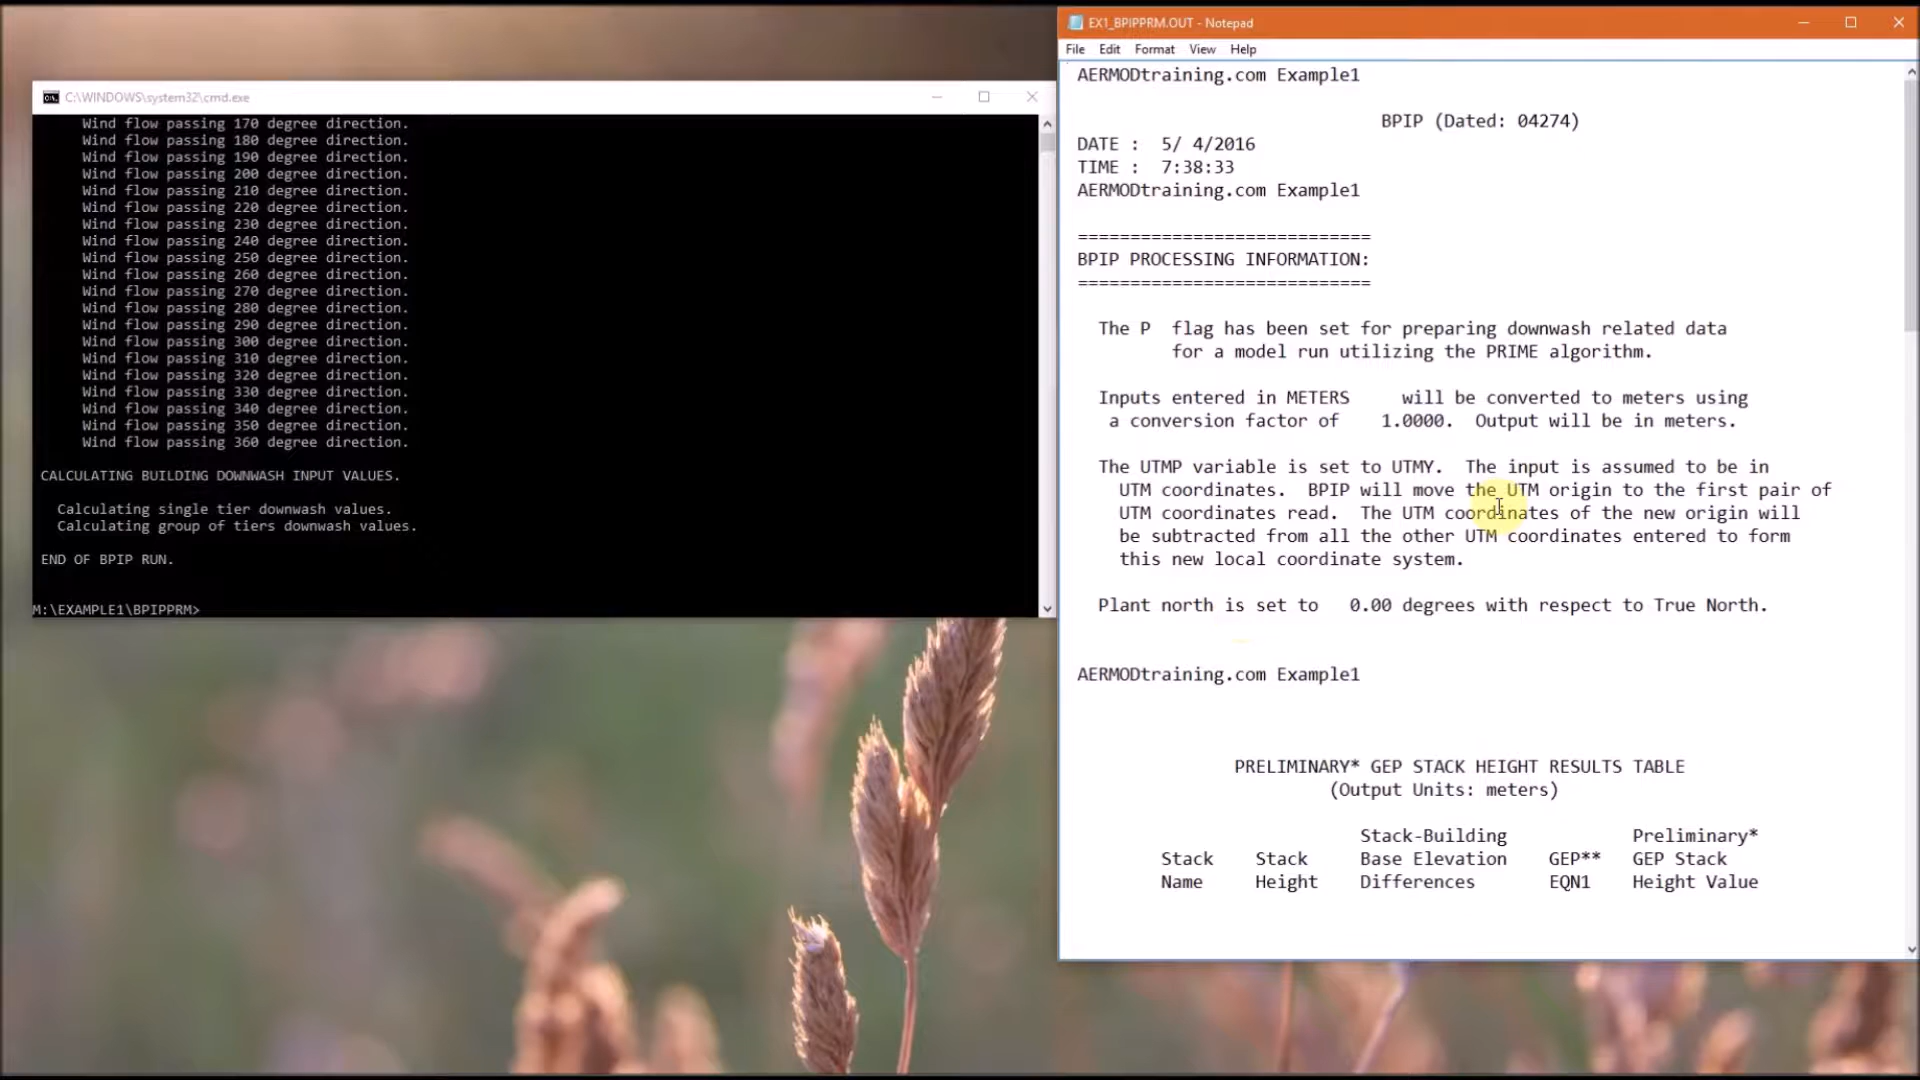 C:\WINDOWS\system32\cmd.exe
Wind flow passing 170 degree direction.
Wind flow passing 180 degree direction.
Wind flow passing 190 degree direction.
Wind flow passing 200 degree direction.
Wind flow passing 210 degree direction.
Wind flow passing 220 degree direction.
Wind flow passing 230 degree direction.
Wind flow passing 240 degree direction.
Wind flow passing 250 degree direction.
Wind flow passing 260 degree direction.
Wind flow passing 270 degree direction.
Wind flow passing 280 degree direction.
Wind flow passing 290 degree direction.
Wind flow passing 300 degree direction.
Wind flow passing 310 degree direction.
Wind flow passing 320 degree direction.
Wind flow passing 330 degree direction.
Wind flow passing 340 degree direction.
Wind flow passing 350 degree direction.
Wind flow passing 360 degree direction.
CALCULATING BUILDING DOWNWASH INPUT VALUES.
Calculating single tier downwash values.
Calculating group of tiers downwash values.
END OF BPIP RUN.
M:\EXAMPLE1\BPIPPRM>
EX1_BPIPPRM.OUT - Notepad
File Edit Format View Help
AERMODtraining.com Example1
BPIP (Dated: 04274)
DATE : 5/ 4/2016
TIME : 7:38:33
AERMODtraining.com Example1
============================
BPIP PROCESSING INFORMATION:
============================
The P flag has been set for preparing downwash related data
for a model run utilizing the PRIME algorithm.
Inputs entered in METERS will be converted to meters using
a conversion factor of 1.0000. Output will be in meters.
The UTMP variable is set to UTMY. The input is assumed to be in
UTM coordinates. BPIP will move the UTM origin to the first pair of
UTM coordinates read. The UTM coordinates of the new origin will
be subtracted from all the other UTM coordinates entered to form
this new local coordinate system.
Plant north is set to 0.00 degrees with respect to True North.
AERMODtraining.com Example1
PRELIMINARY* GEP STACK HEIGHT RESULTS TABLE
(Output Units: meters)
Stack-Building Preliminary*
Stack Stack Base Elevation GEP** GEP Stack
Name Height Differences EQN1 Height Value